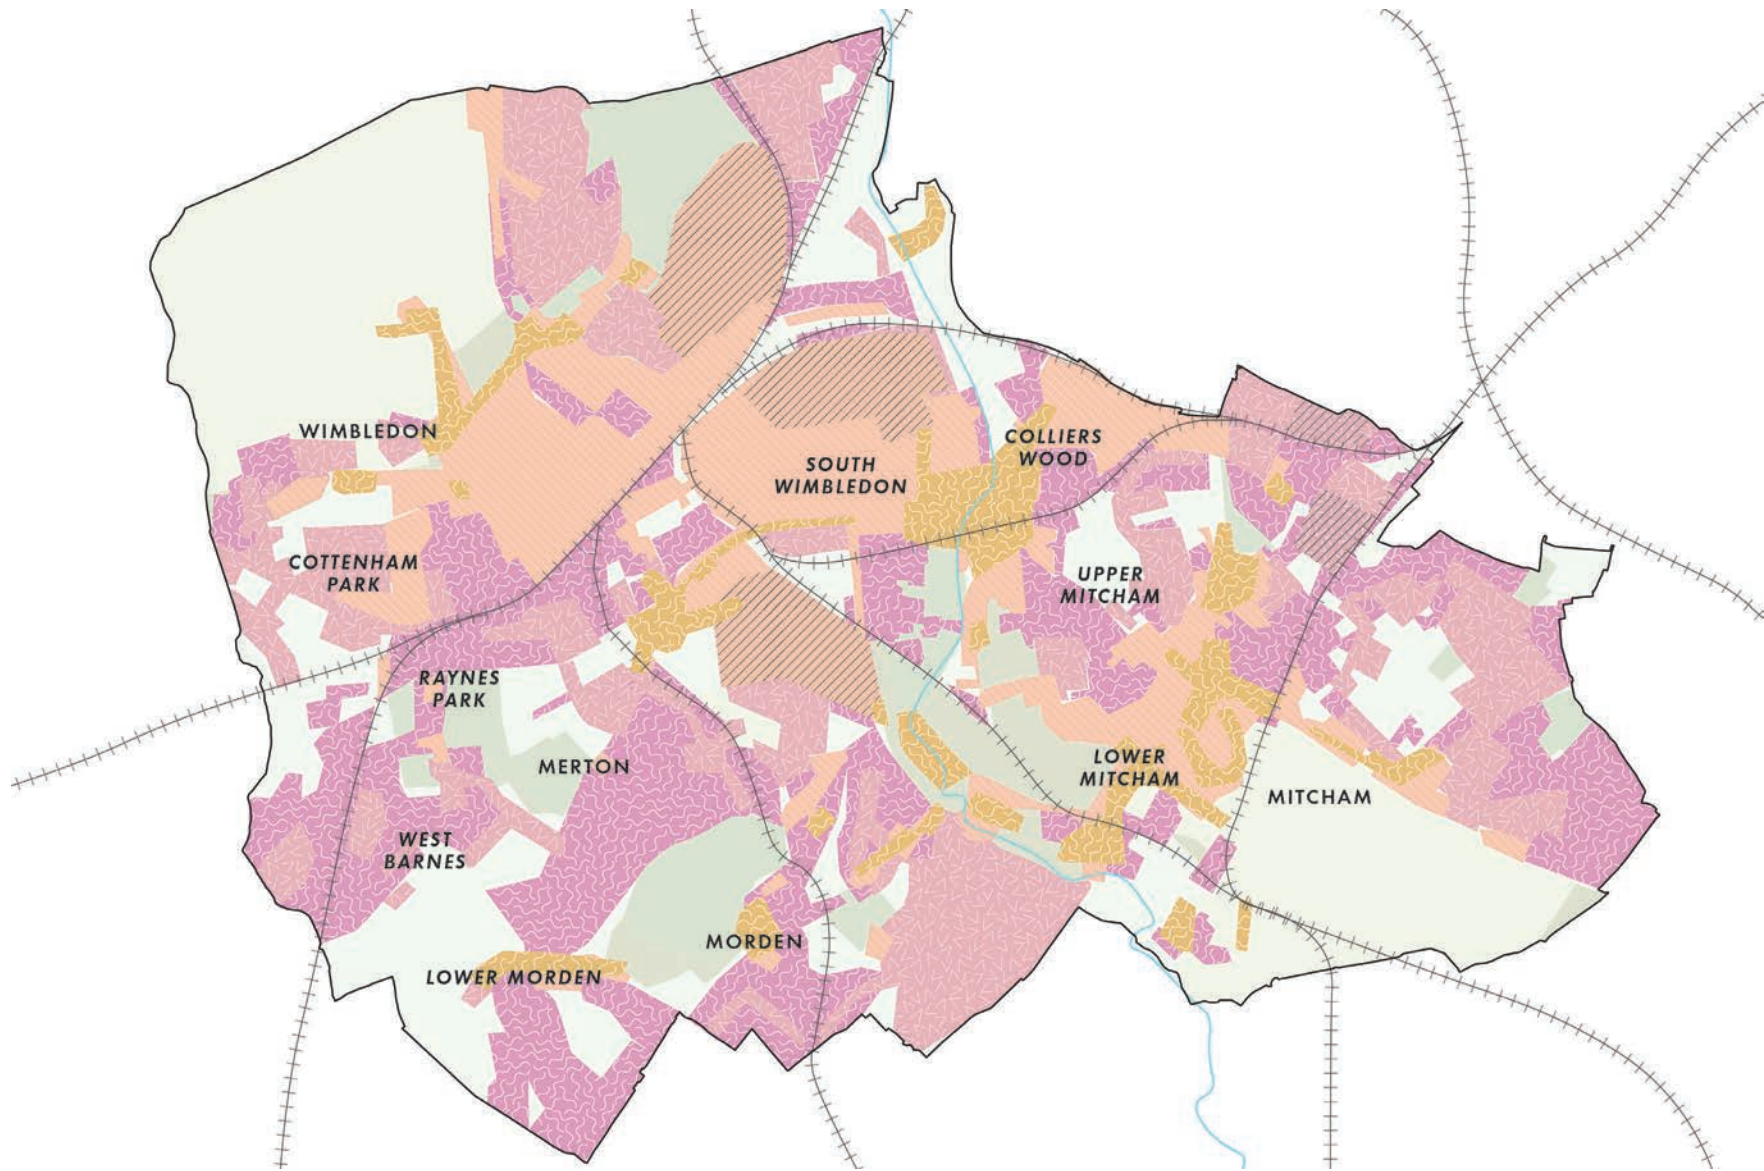 WIMBLEDON
COLLIERS
WOOD
SOUTH
WIMBLEDON
COTTENHAM
PARK
UPPER
MITCHAM
RAYNES
PARK
MERTON
LOWER
MITCHAM
MITCHAM
WEST
BARNES
MORDEN
LOWER MORDEN